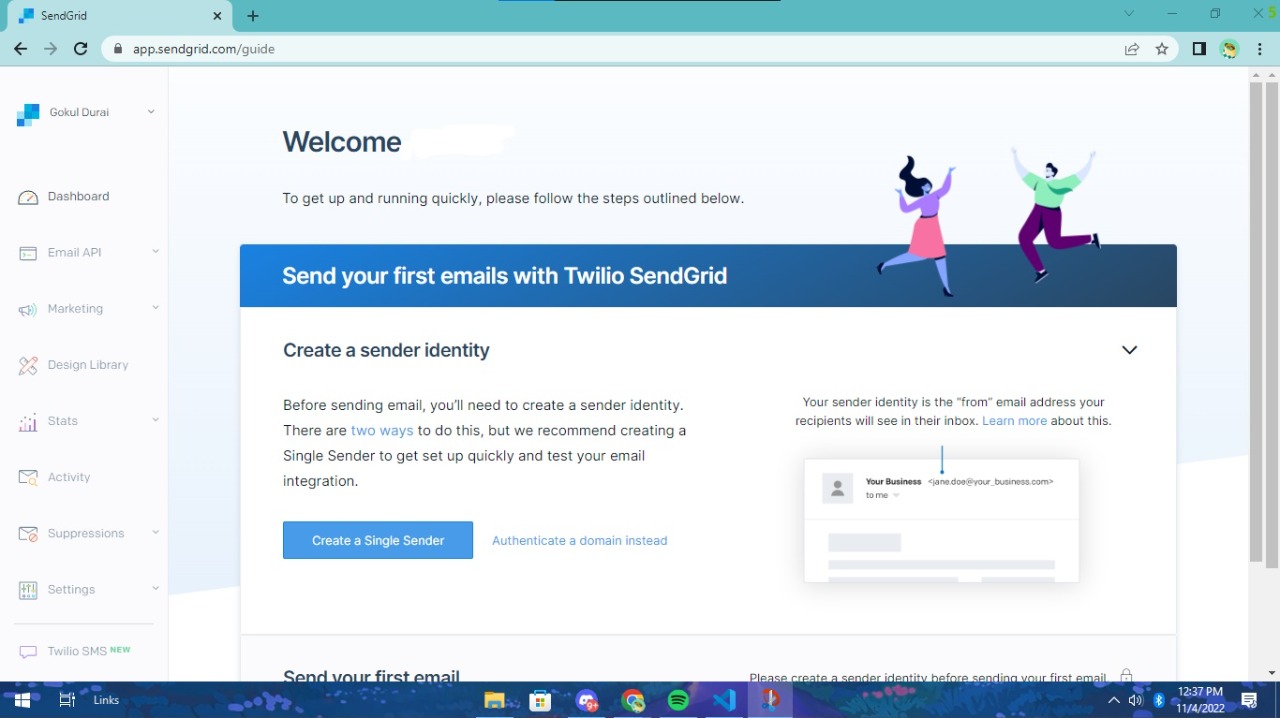 SendGrid
app.sendgrid.com/guide
Gokul Durai
Dashboard
Email API
Marketing
Design Library
Stats
Activity
Suppressions
Settings
Twilio SMS NEW
Welcome
To get up and running quickly, please follow the steps outlined below.
Send your first emails with Twilio SendGrid
Create a sender identity
Before sending email, you'll need to create a sender identity.
There are two ways to do this, but we recommend creating a
Single Sender to get set up quickly and test your email
integration.
Create a Single Sender
Authenticate a domain instead
Your sender identity is the "from" email address your
recipients will see in their inbox. Learn more about this.
Your Business <jane.doe@your_business.com>
to me
Send your first email
Please create a sender identity before sending your first email
Links
9+
12:37 PM
11/4/2022
5